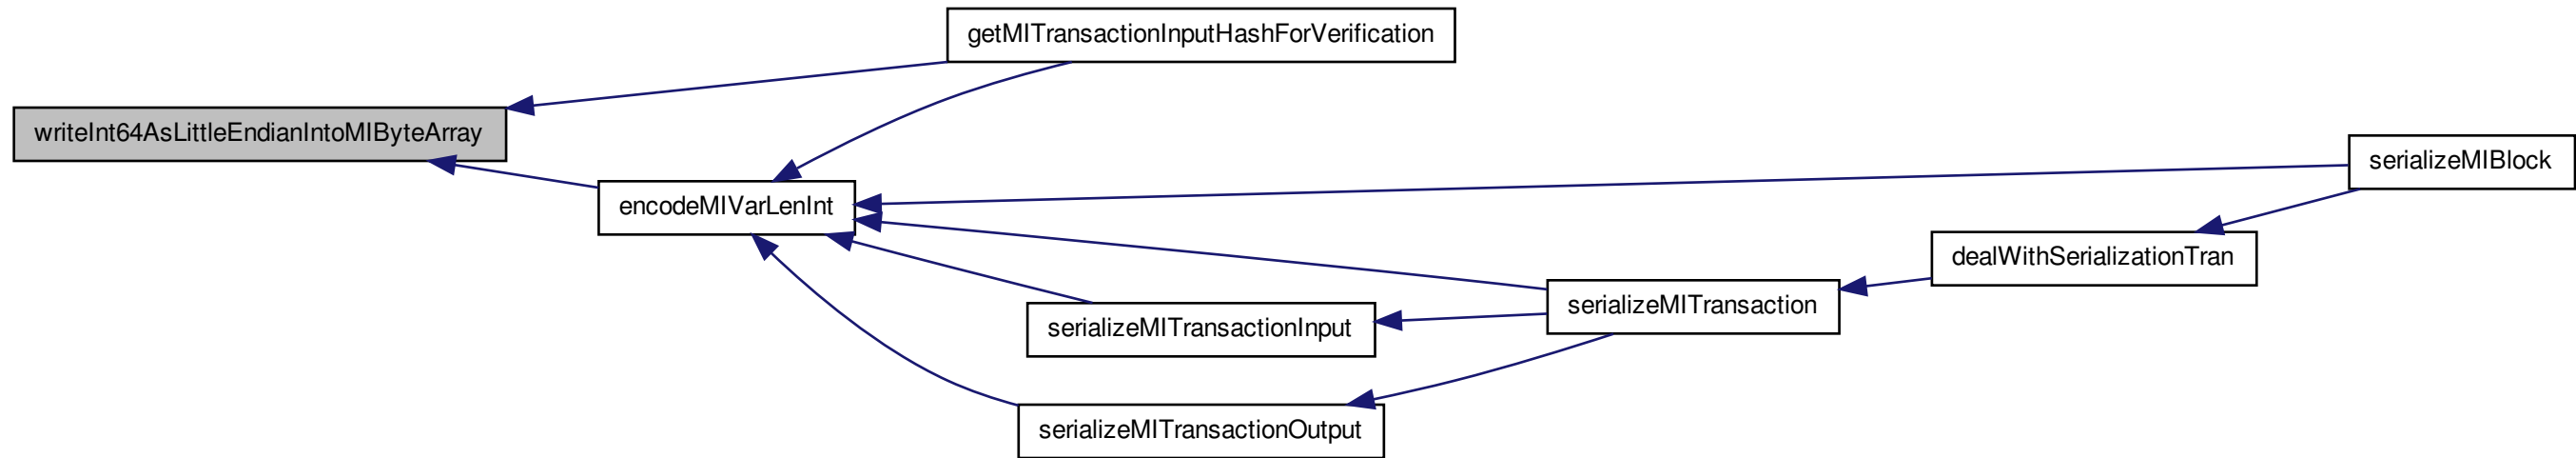 getMITransactionInputHashForVerification
writeInt64AsLittleEndianIntoMIByteArray
serializeMIBlock
encodeMIVarLenInt
dealWithSerializationTran
serializeMITransaction
serializeMITransactionInput
serializeMITransactionOutput